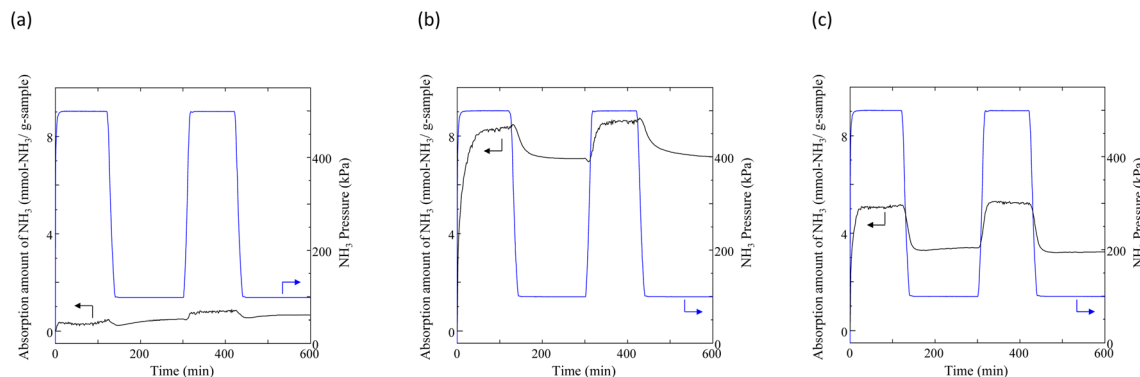 (a)
Absorption amount of NH3 (mmol-NH3/ g-sample)
8
4
0
400
200
0
NH3 Pressure (kPa)
0 200 400 600
Time (min)
(b)
Absorption amount of NH3 (mmol-NH3/ g-sample)
8
4
0
400
200
0
NH3 Pressure (kPa)
0 200 400 600
Time (min)
(c)
Absorption amount of NH3 (mmol-NH3/ g-sample)
8
4
0
400
200
0
NH3 Pressure (kPa)
0 200 400 600
Time (min)